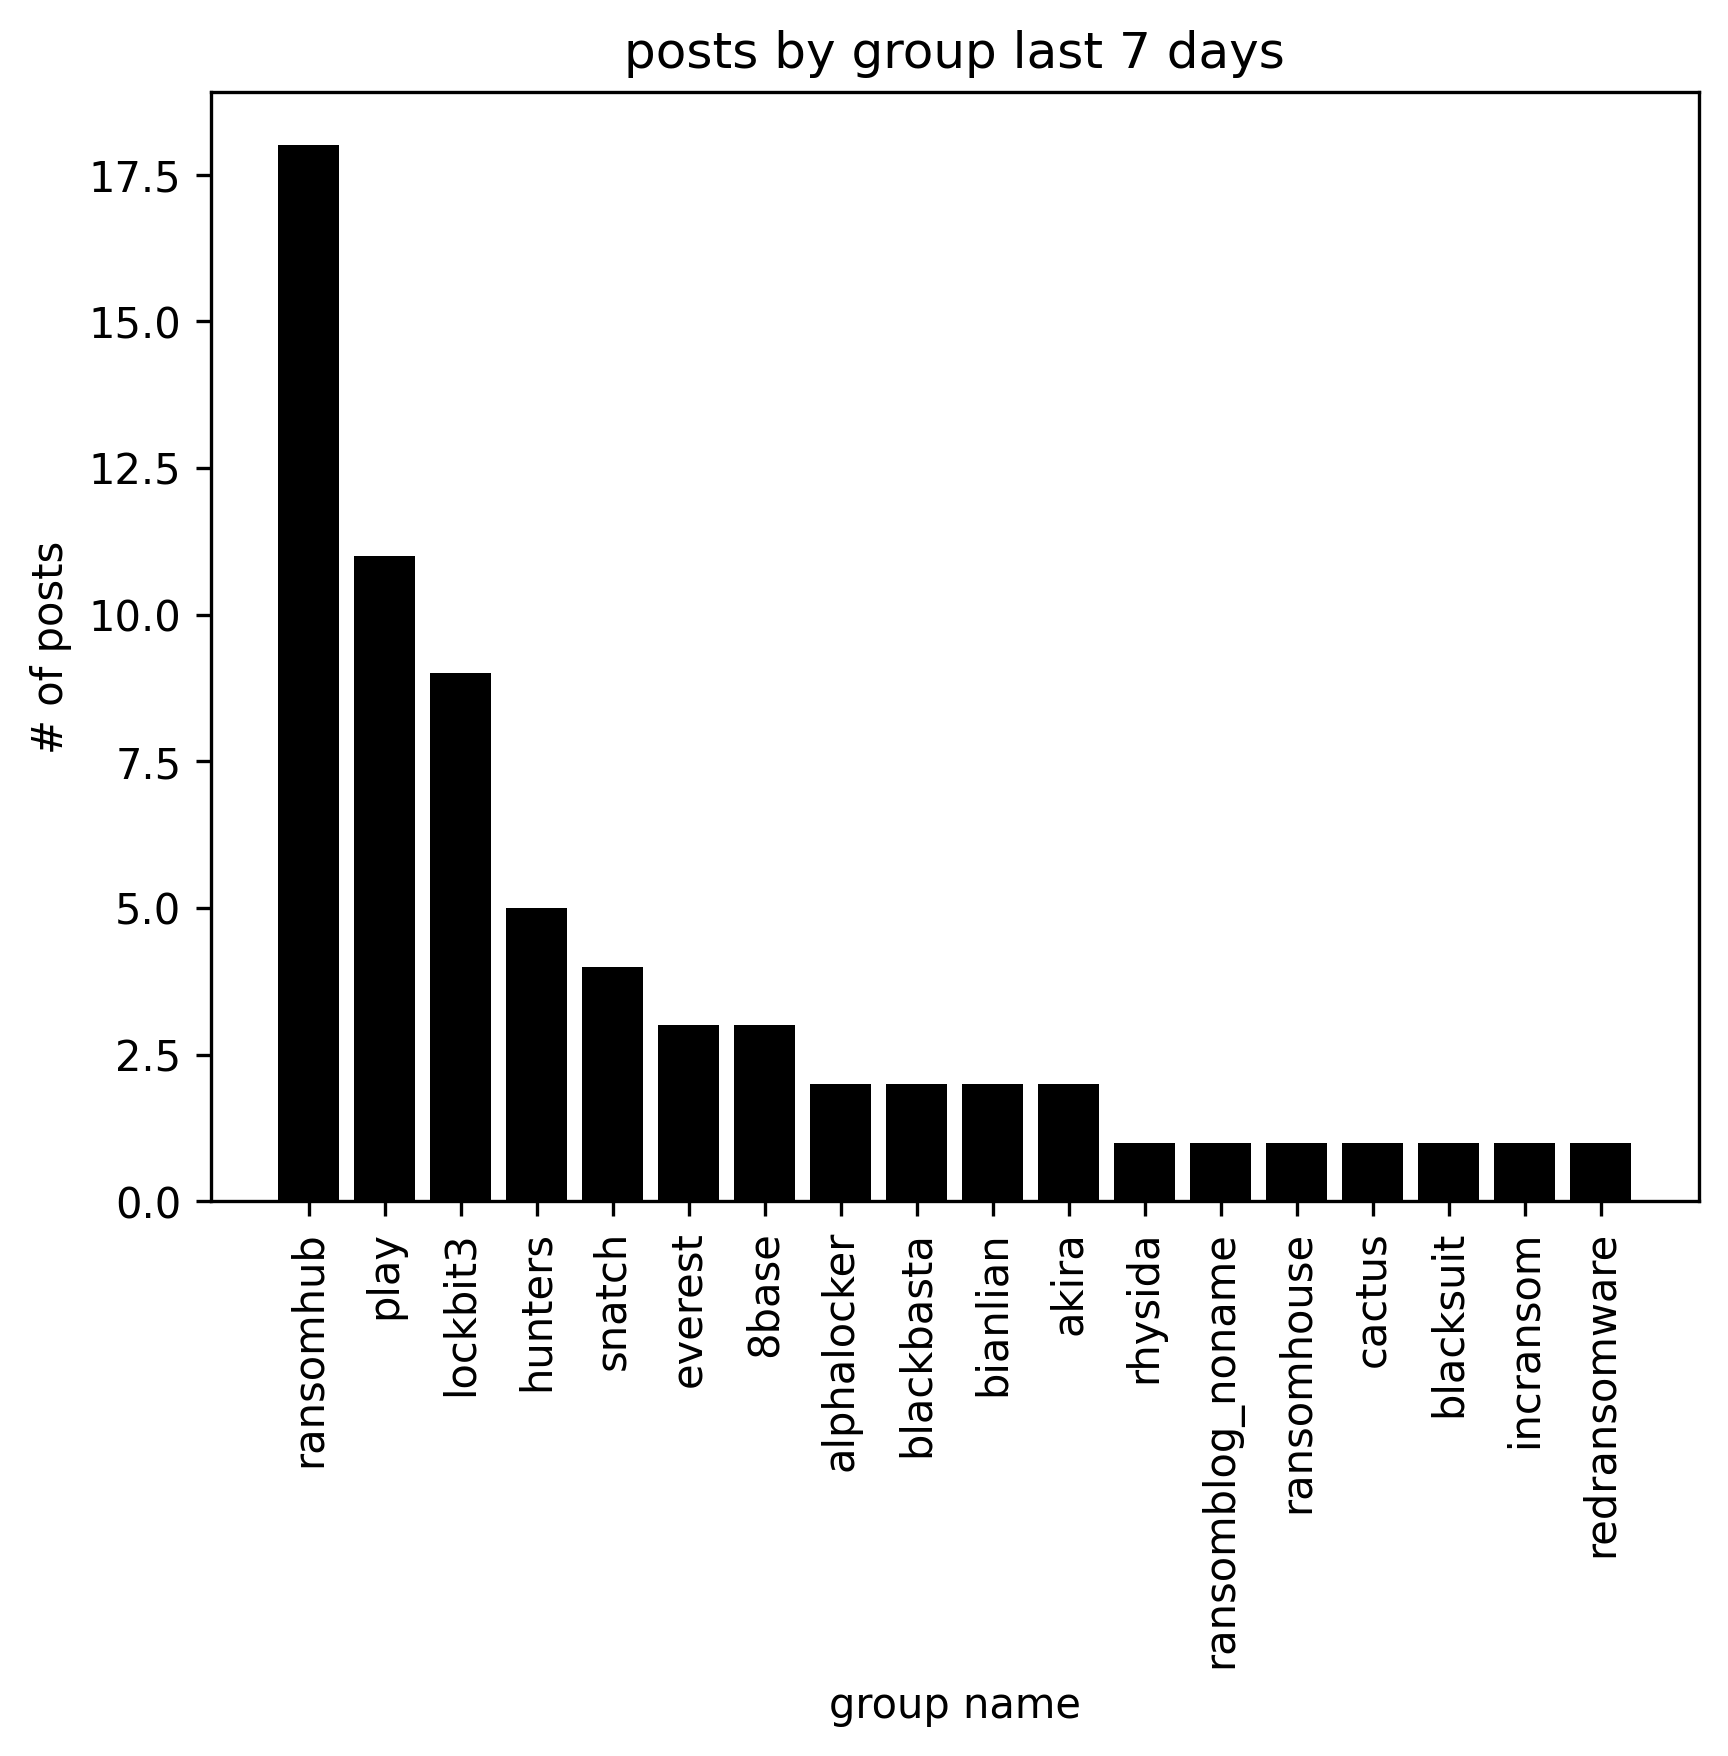 posts by group last 7 days
# of posts
17.5
15.0
12.5
10.0
7.5
5.0
2.5
0.0
ransomhub
play
lockbit3
hunters
snatch
everest
8base
alphalocker
blackbasta
bianlian
akira
rhysida
ransomblog_noname
ransomhouse
cactus
blacksuit
incransom
redransomware
group name